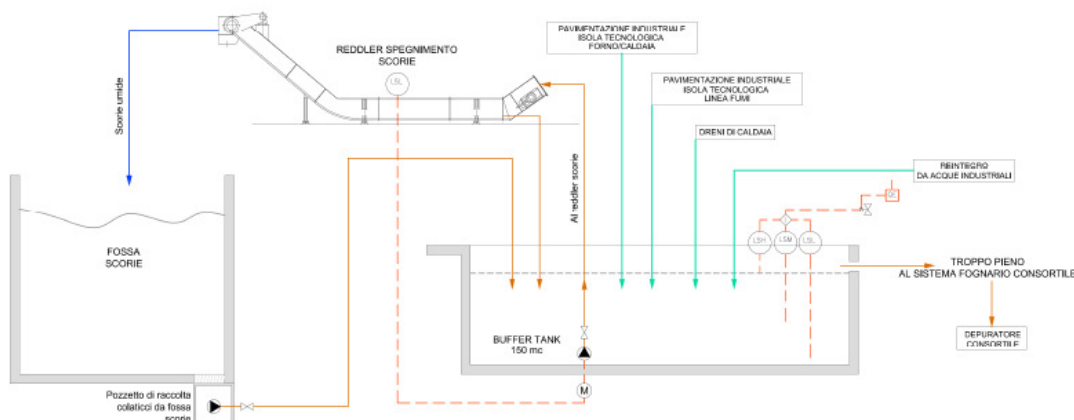 PAVIMENTAZIONE INDUSTRIALE
ISOLA TECNOLOGICA
FORNO/CALDAIA
REDDLER SPEGNIMENTO
SCORIE
LSL
PAVIMENTAZIONE INDUSTRIALE
ISOLA TECNOLOGICA
LINEA FUMI
Scorie umide
DRENI DI CALDAIA
REINTEGRO
DA ACQUE INDUSTRIALI
Al reddler scorie
LSH
LSM
LSL
FOSSA
SCORIE
TROPPO PIENO
AL SISTEMA FOGNARIO CONSORTILE
BUFFER TANK
150 mc
DEPURATORE
CONSORTILE
M
Pozzetto di raccolta
colaticci da fossa
scorie